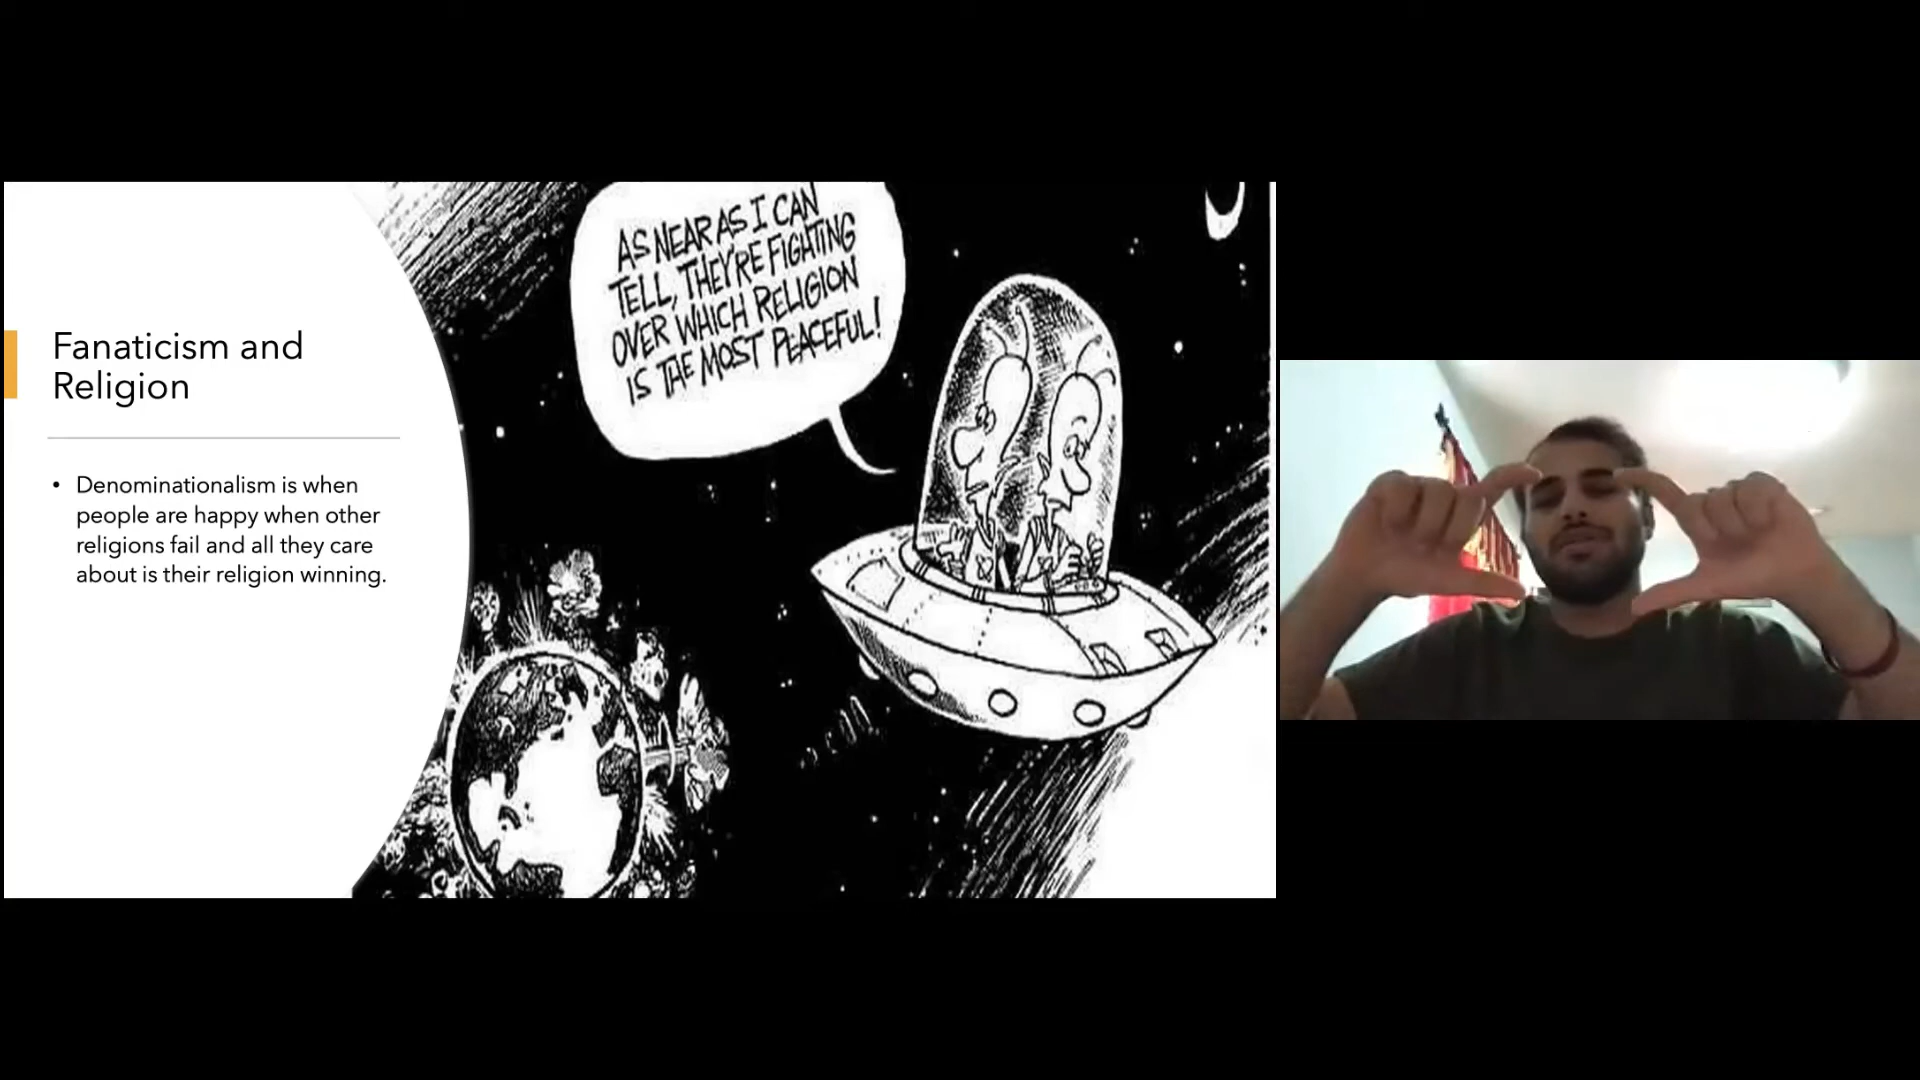 Fanaticism and
Religion
• Denominationalism is when
people are happy when other
religions fail and all they care
about is their religion winning.
AS NEAR AS I CAN
TELL, THEY'RE FIGHTING
OVER WHICH RELIGION
IS THE MOST PEACEFUL!